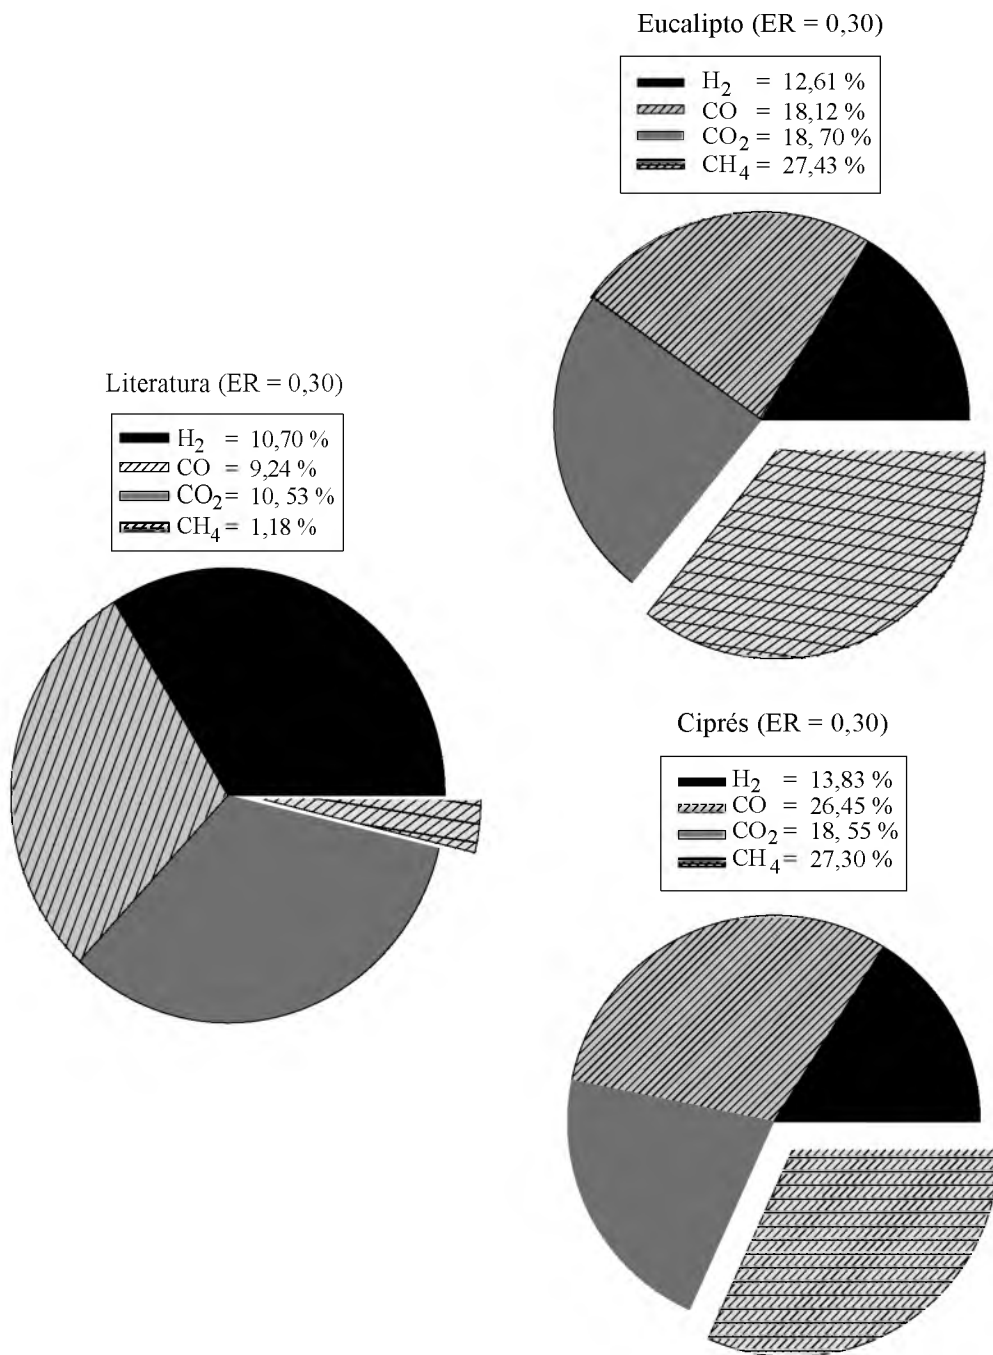 Eucalipto (ER = 0,30)
H2 = 12,61 %
CO = 18,12 %
CO2 = 18, 70 %
CH4 = 27,43 %
Literatura (ER = 0,30)
H2 = 10,70 %
CO = 9,24 %
CO2 = 10, 53 %
CH4 = 1,18 %
Ciprés (ER = 0,30)
H2 = 13,83 %
CO = 26,45 %
CO2 = 18, 55 %
CH4 = 27,30 %